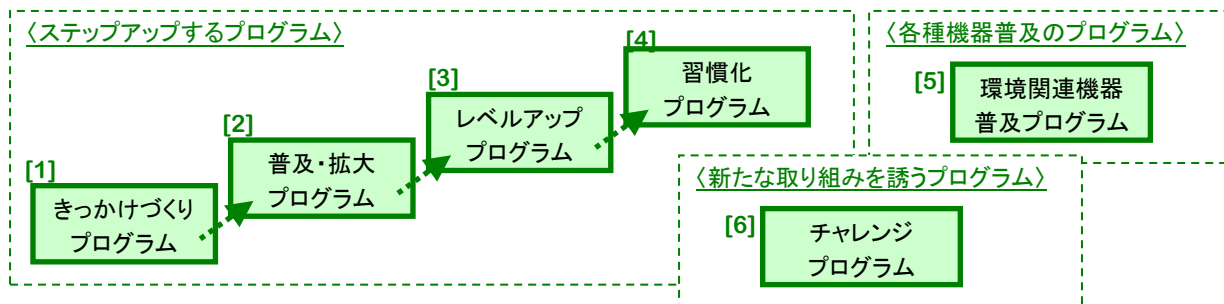 〈ステップアップするプログラム〉
[1]
きっかけづくり
プログラム
[2]
普及・拡大
プログラム
[3]
レベルアップ
プログラム
[4]
習慣化
プログラム
〈各種機器普及のプログラム〉
[5]
環境関連機器
普及プログラム
〈新たな取り組みを誘うプログラム〉
[6]
チャレンジ
プログラム